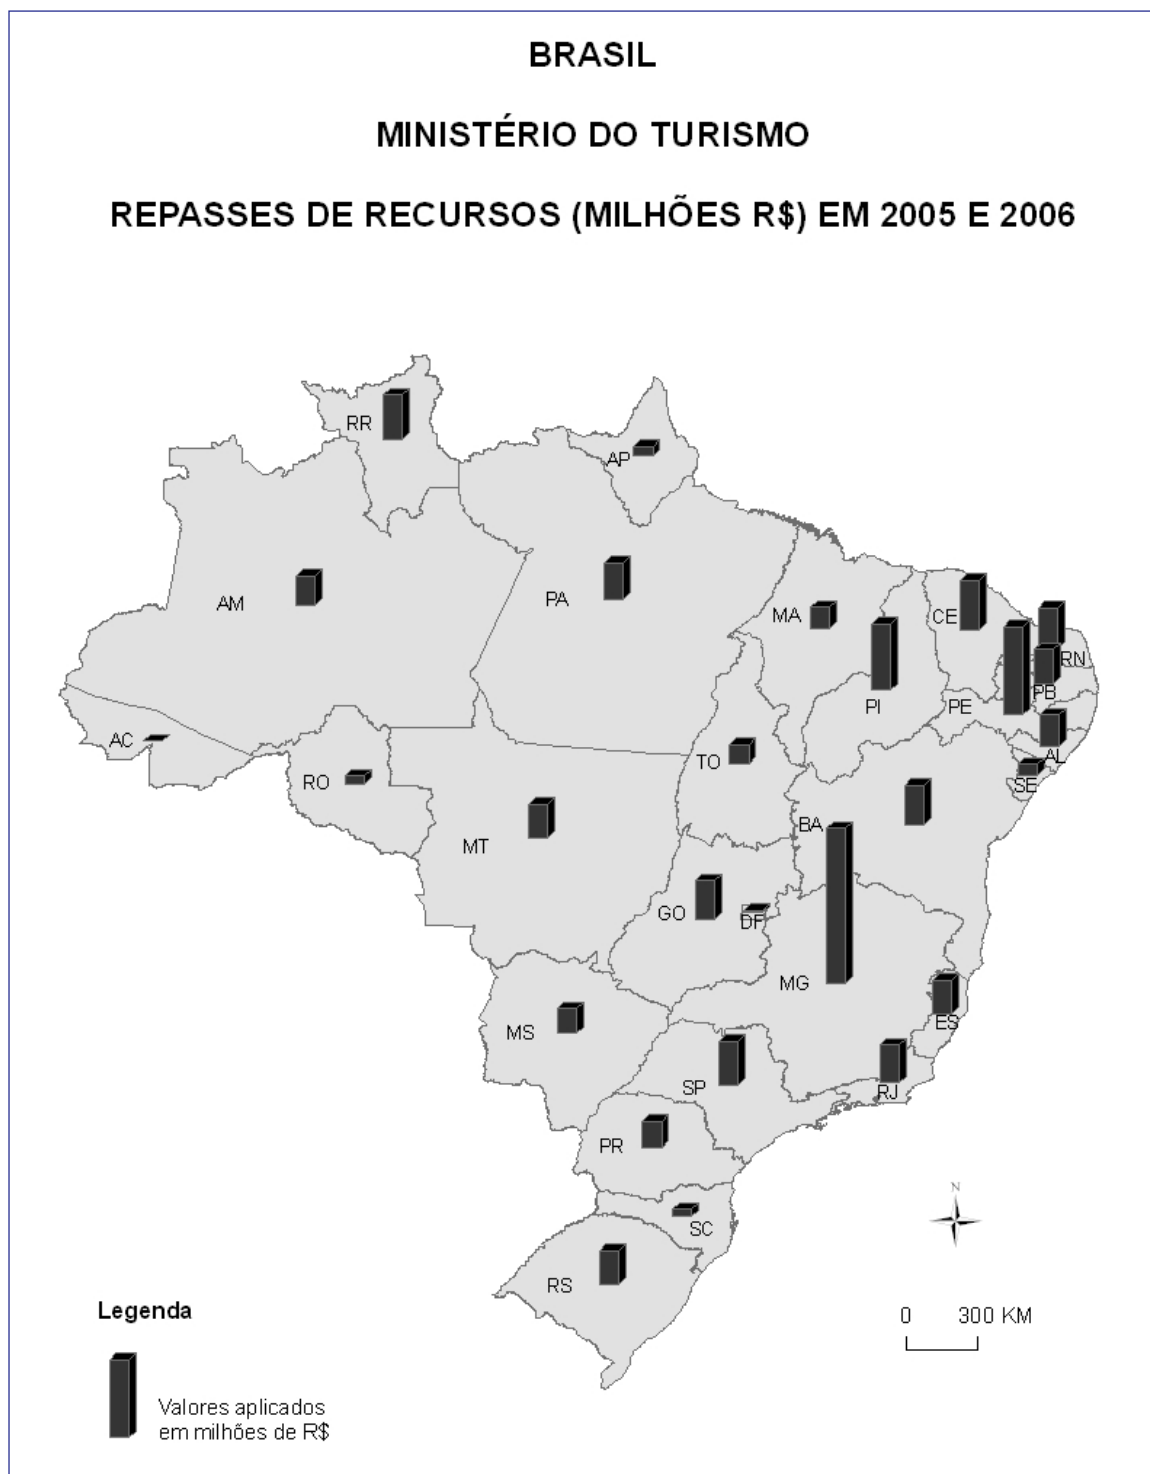 BRASIL
MINISTÉRIO DO TURISMO
REPASSES DE RECURSOS (MILHÕES R$) EM 2005 E 2006
RR
AP
AM
PA
MA
CE
RN
PB
PI
PE
AC
AL
TO
RO
SE
BA
MT
GO
DF
MG
ES
MS
SP
RJ
PR
N
SC
RS
Legenda
0 300 KM
Valores aplicados
em milhões de R$